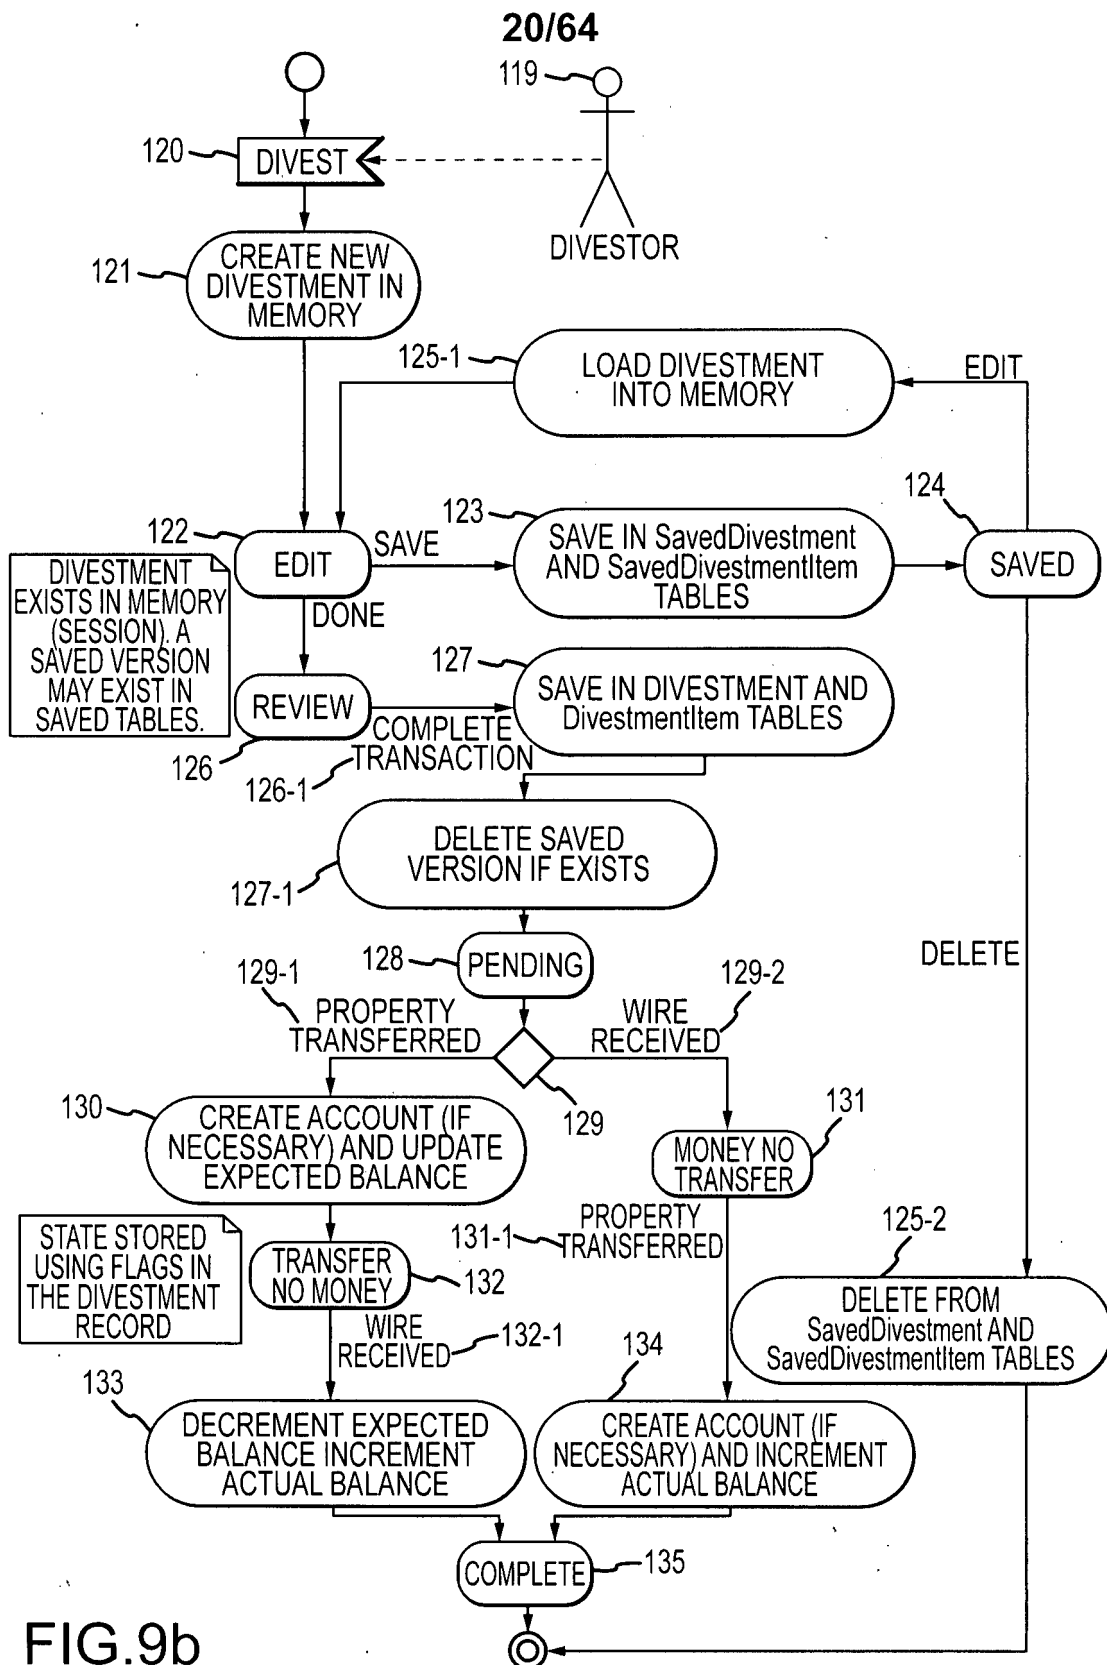 20/64
119
120
DIVEST
DIVESTOR
121
CREATE NEW
DIVESTMENT IN
MEMORY
125-1
LOAD DIVESTMENT
INTO MEMORY
EDIT
122
EDIT
SAVE
123
SAVE IN SavedDivestment
AND SavedDivestmentItem
TABLES
124
SAVED
DIVESTMENT
EXISTS IN MEMORY
(SESSION). A
SAVED VERSION
MAY EXIST IN
SAVED TABLES.
DONE
REVIEW
126
COMPLETE
TRANSACTION
126-1
127
SAVE IN DIVESTMENT AND
DivestmentItem TABLES
DELETE SAVED
VERSION IF EXISTS
127-1
128
PENDING
DELETE
129-1
PROPERTY
TRANSFERRED
WIRE
RECEIVED
129-2
129
130
CREATE ACCOUNT (IF
NECESSARY) AND UPDATE
EXPECTED BALANCE
131
MONEY NO
TRANSFER
STATE STORED
USING FLAGS IN
THE DIVESTMENT
RECORD
TRANSFER
NO MONEY
132
131-1
PROPERTY
TRANSFERRED
125-2
DELETE FROM
SavedDivestment AND
SavedDivestmentItem TABLES
WIRE
RECEIVED
132-1
133
DECREMENT EXPECTED
BALANCE INCREMENT
ACTUAL BALANCE
134
CREATE ACCOUNT (IF
NECESSARY) AND INCREMENT
ACTUAL BALANCE
COMPLETE
135
FIG.9b